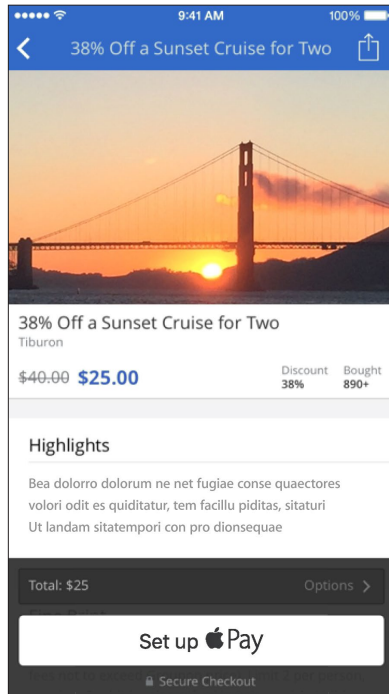 9:41 AM 100%
38% Off a Sunset Cruise for Two
38% Off a Sunset Cruise for Two
Tiburon
$40.00 $25.00 Discount 38% Bought 890+
Highlights
Bea dolorro dolorum ne net fugiae conse quaectores
volori odit es quiditatur, tem facillu piditas, sitaturi
Ut landam sitatempori con pro dionsequae
Total: $25 Options
Set up Pay
Secure Checkout